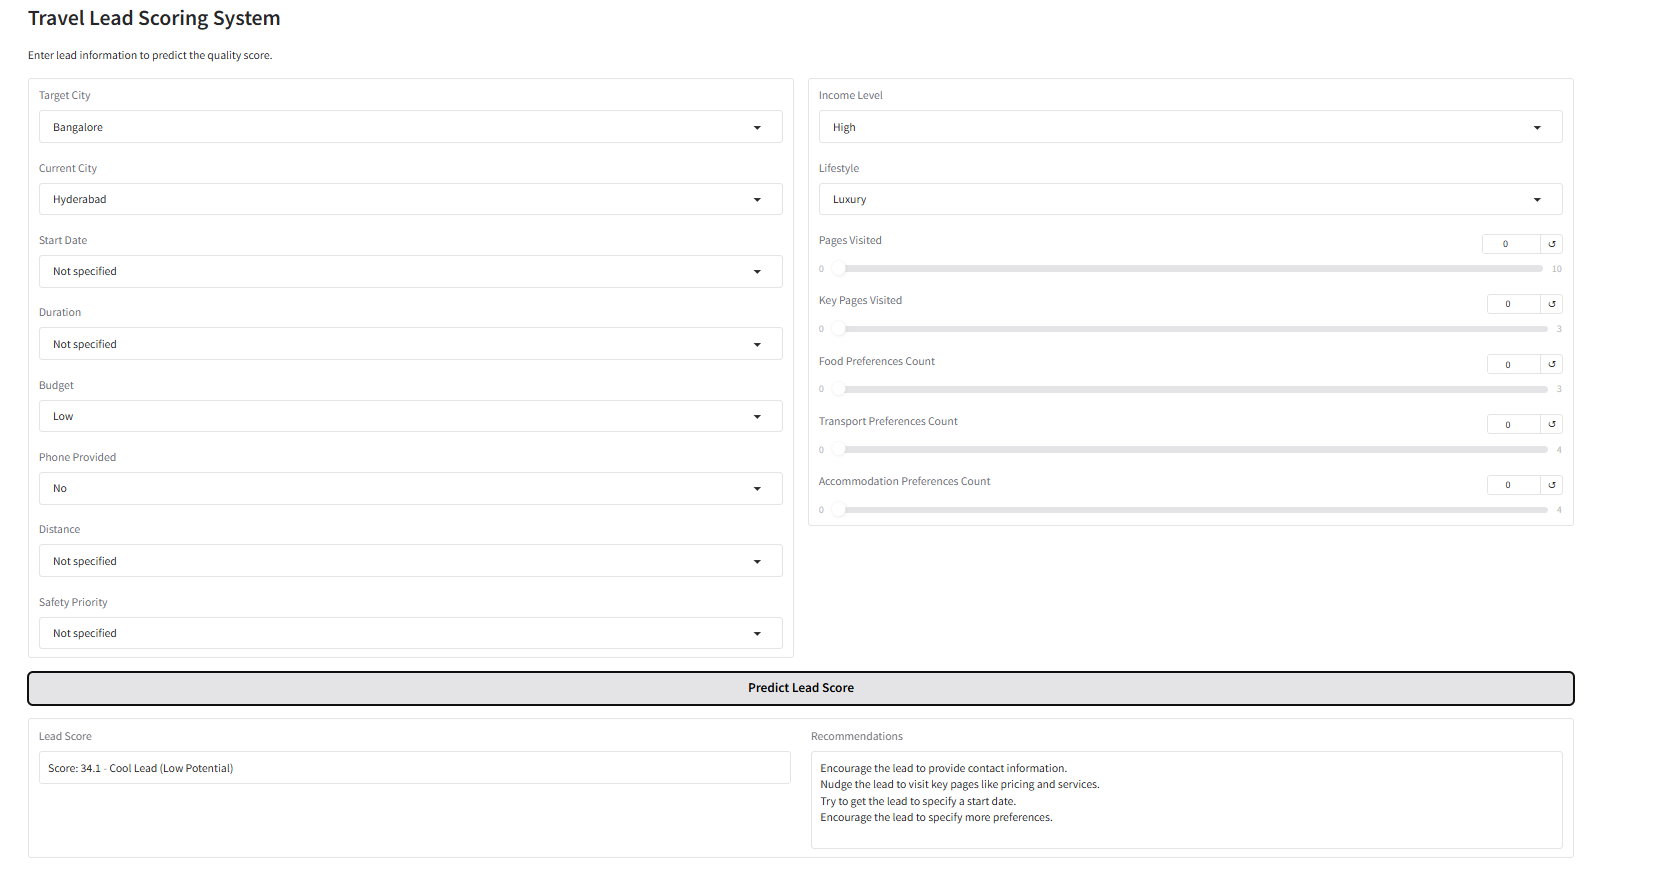 Travel Lead Scoring System
Enter lead information to predict the quality score.
Target City
Bangalore
Current City
Hyderabad
Start Date
Not specified
Duration
Not specified
Budget
Low
Phone Provided
No
Distance
Not specified
Safety Priority
Not specified
Income Level
High
Lifestyle
Luxury
Pages Visited
0
0 10
Key Pages Visited
0
0 3
Food Preferences Count
0
0 3
Transport Preferences Count
0
0 4
Accommodation Preferences Count
0
0 4
Predict Lead Score
Lead Score
Score: 34.1 - Cool Lead (Low Potential)
Recommendations
Encourage the lead to provide contact information.
Nudge the lead to visit key pages like pricing and services.
Try to get the lead to specify a start date.
Encourage the lead to specify more preferences.